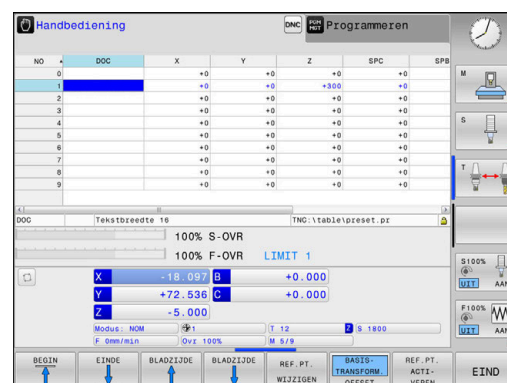 Handbediening DNC PGM MGT Programmeren
NO DOC X Y Z SPC SPB
0 +0 +0 +0 +0
1 +0 +0 +300 +0
2 +0 +0 +0 +0
3 +0 +0 +0 +0
4 +0 +0 +0 +0
5 +0 +0 +0 +0
6 +0 +0 +0 +0
7 +0 +0 +0 +0
8 +0 +0 +0 +0
9 +0 +0 +0 +0
DOC Tekstbreedte 16 TNC:\table\preset.pr
100% S-OVR
100% F-OVR LIMIT 1
X -18.097 B +0.000
Y +72.536 C +0.000
Z -5.000
Modus: NOM 1 T 12 Z S 1800
F 0mm/min Ovr 100% M 5/9
M
S
T
S100%
UIT AAN
F100%
UIT AAN
BEGIN EINDE BLADZIJDE BLADZIJDE REF.PT. WIJZIGEN BASIS-TRANSFORM. OFFSET REF.PT. ACTI-VEREN EIND